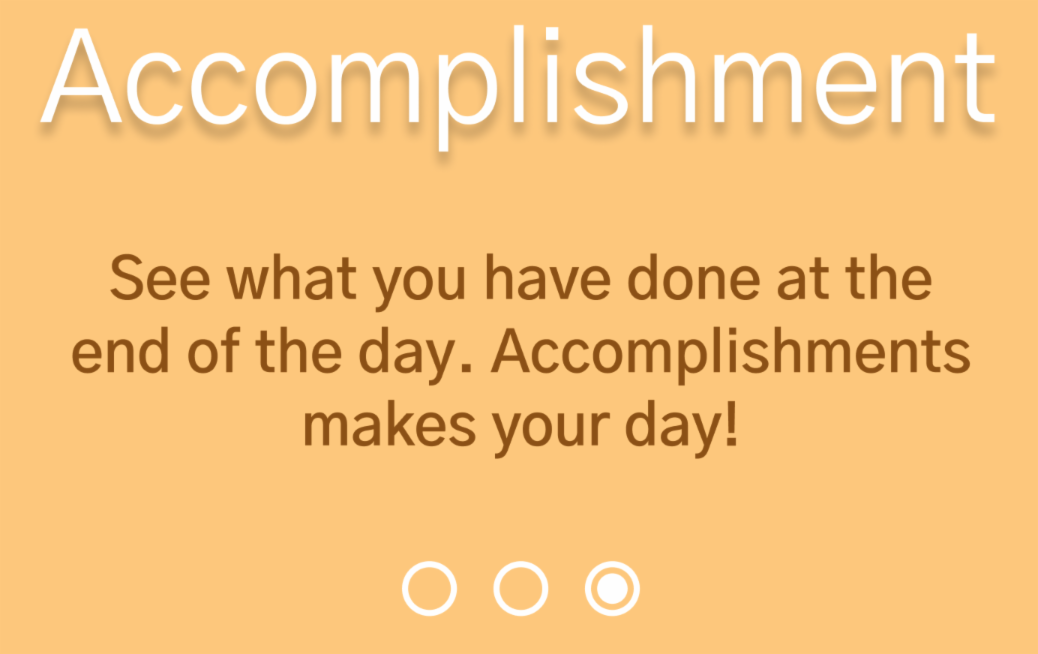 Accomplishment
See what you have done at the
end of the day. Accomplishments
makes your day!